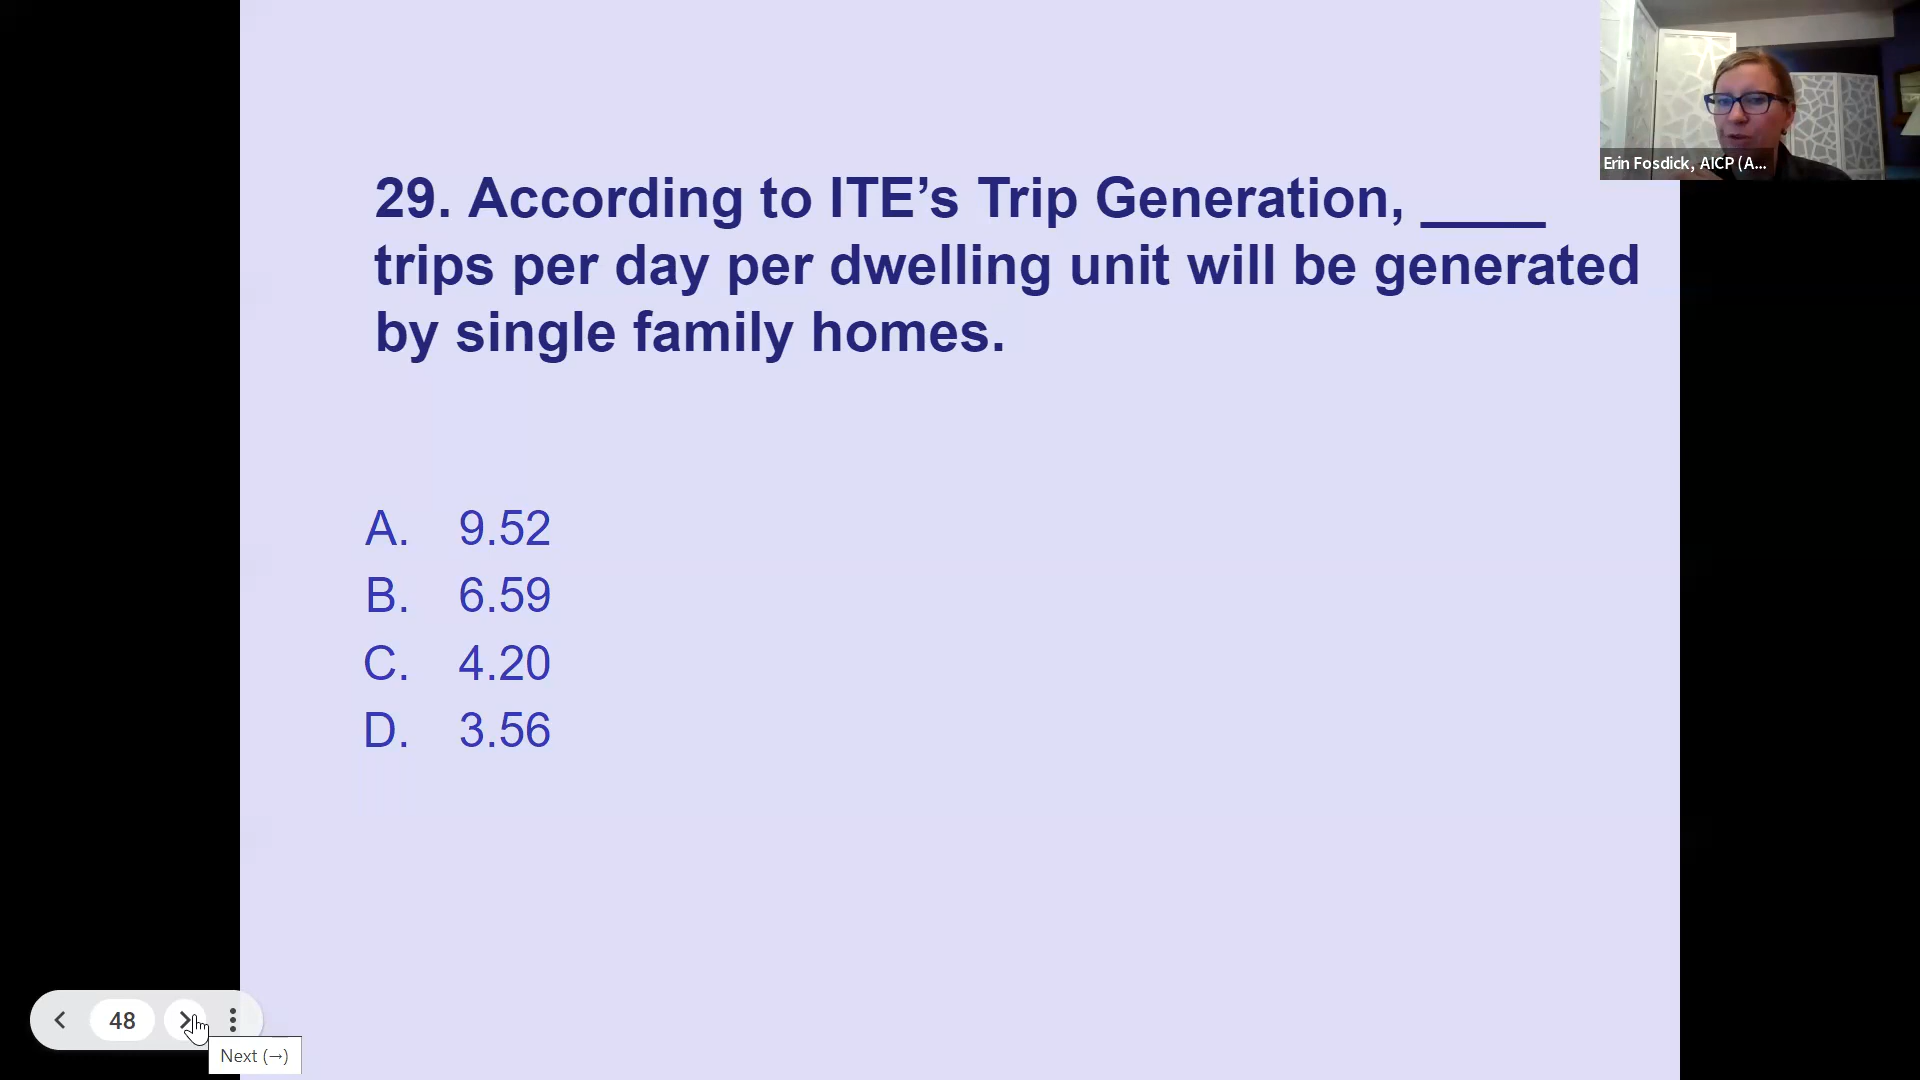 29. According to ITE’s Trip Generation, ____
trips per day per dwelling unit will be generated
by single family homes.
A. 9.52
B. 6.59
C. 4.20
D. 3.56
Erin Fosdick, AICP (A...
48
Next (→)